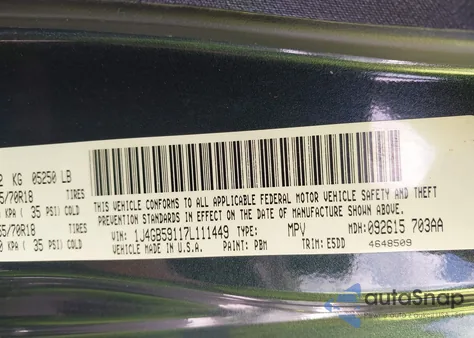 2 KG 05250 LB
5/70R18 TIRES
KPA ( 35 PSI) COLD
65/70R18 TIRES
0 KPA ( 35 PSI) COLD
THIS VEHICLE CONFORMS TO ALL APPLICABLE FEDERAL MOTOR VEHICLE SAFETY AND THEFT
PREVENTION STANDARDS IN EFFECT ON THE DATE OF MANUFACTURE SHOWN ABOVE.
VIN: 1J4GB59117L111449 TYPE: MPV MDH: 092615 703AA
VEHICLE MADE IN U.S.A. PAINT: PBM TRIM: E5DD 4648509
autoSnap